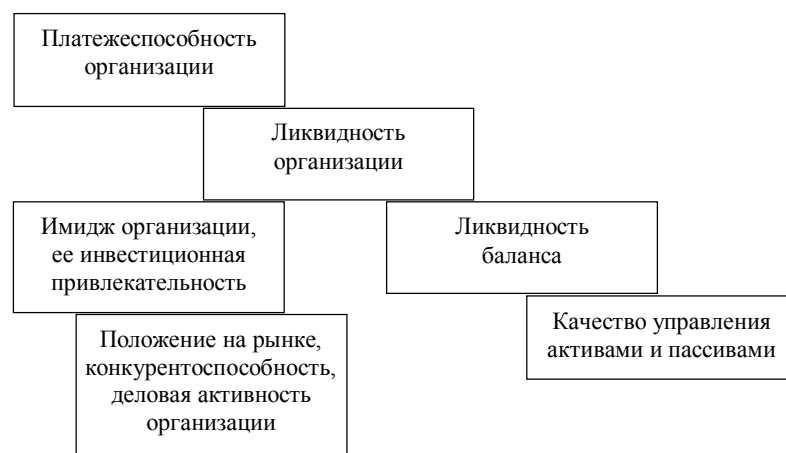 Платежеспособность
организации
Ликвидность
организации
Имидж организации,
ее инвестиционная
привлекательность
Ликвидность
баланса
Положение на рынке,
конкурентоспособность,
деловая активность
организации
Качество управления
активами и пассивами